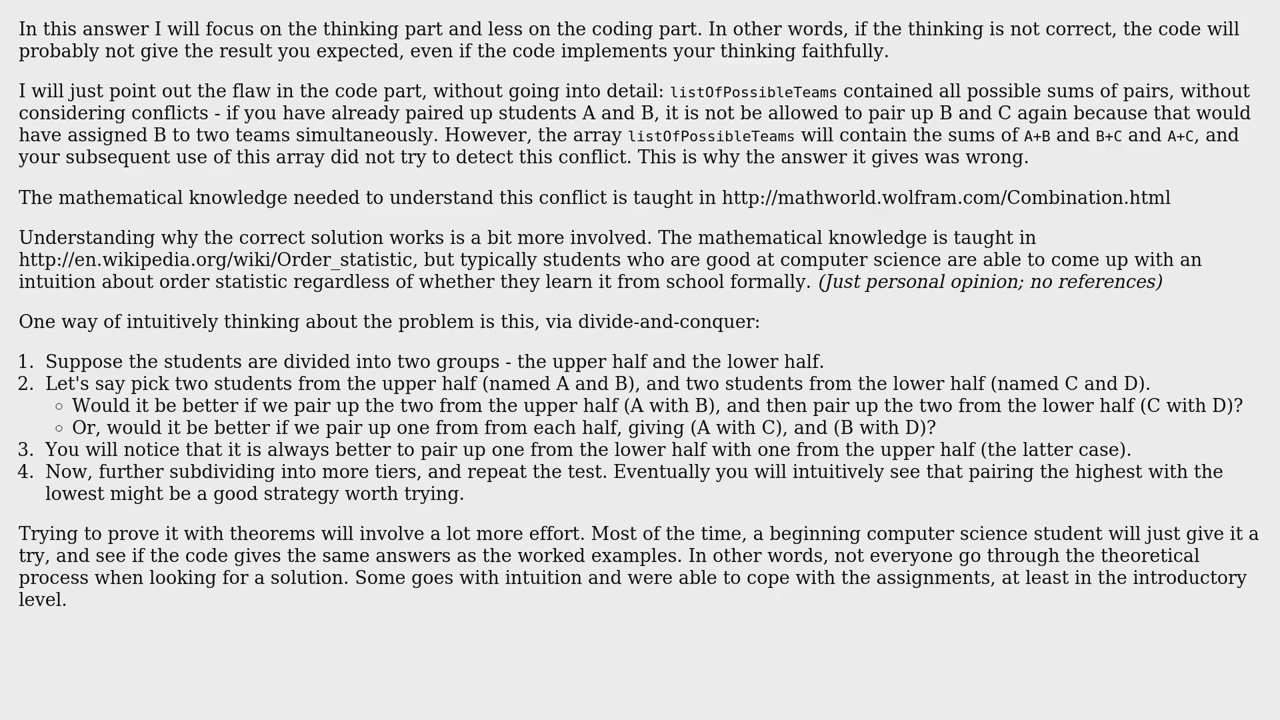 In this answer I will focus on the thinking part and less on the coding part. In other words, if the thinking is not correct, the code will
probably not give the result you expected, even if the code implements your thinking faithfully.
I will just point out the flaw in the code part, without going into detail: listOfPossibleTeams contained all possible sums of pairs, without
considering conflicts - if you have already paired up students A and B, it is not be allowed to pair up B and C again because that would
have assigned B to two teams simultaneously. However, the array listOfPossibleTeams will contain the sums of A+B and B+C and A+C, and
your subsequent use of this array did not try to detect this conflict. This is why the answer it gives was wrong.
The mathematical knowledge needed to understand this conflict is taught in http://mathworld.wolfram.com/Combination.html
Understanding why the correct solution works is a bit more involved. The mathematical knowledge is taught in
http://en.wikipedia.org/wiki/Order_statistic, but typically students who are good at computer science are able to come up with an
intuition about order statistic regardless of whether they learn it from school formally. (Just personal opinion; no references)
One way of intuitively thinking about the problem is this, via divide-and-conquer:
1. Suppose the students are divided into two groups - the upper half and the lower half.
2. Let's say pick two students from the upper half (named A and B), and two students from the lower half (named C and D).
◦ Would it be better if we pair up the two from the upper half (A with B), and then pair up the two from the lower half (C with D)?
◦ Or, would it be better if we pair up one from from each half, giving (A with C), and (B with D)?
3. You will notice that it is always better to pair up one from the lower half with one from the upper half (the latter case).
4. Now, further subdividing into more tiers, and repeat the test. Eventually you will intuitively see that pairing the highest with the
lowest might be a good strategy worth trying.
Trying to prove it with theorems will involve a lot more effort. Most of the time, a beginning computer science student will just give it a
try, and see if the code gives the same answers as the worked examples. In other words, not everyone go through the theoretical
process when looking for a solution. Some goes with intuition and were able to cope with the assignments, at least in the introductory
level.